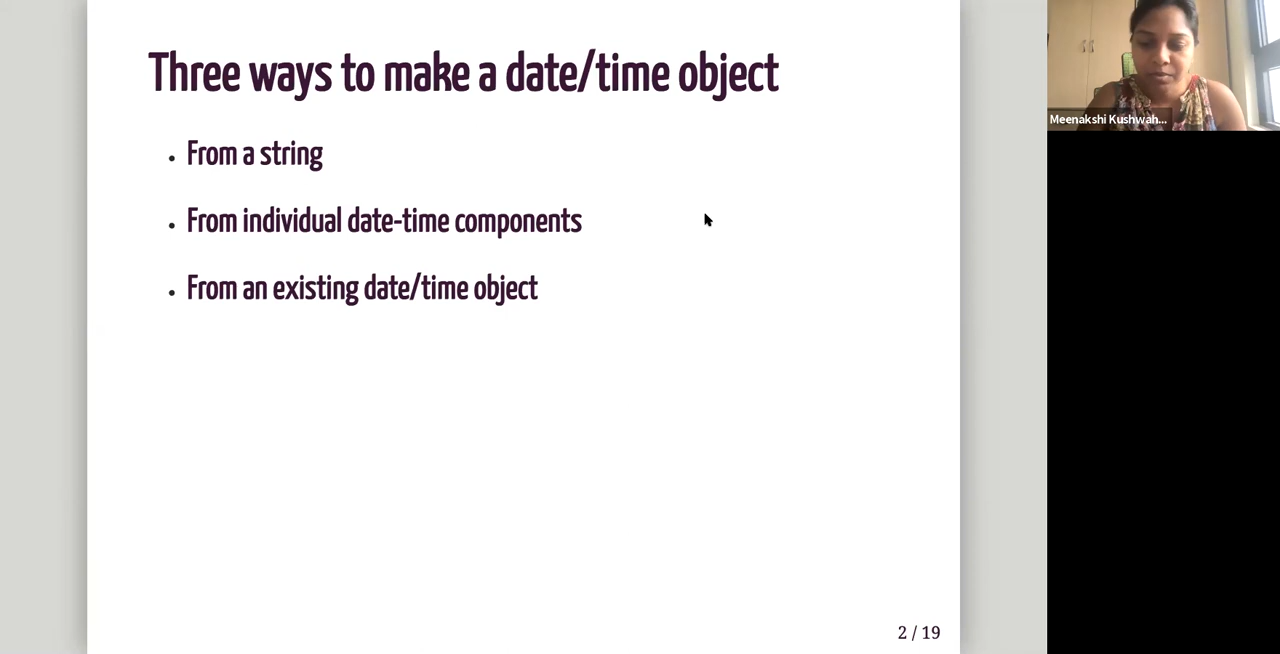 Three ways to make a date/time object
• From a string
• From individual date-time components
• From an existing date/time object
2 / 19
Meenakshi Kushwah...